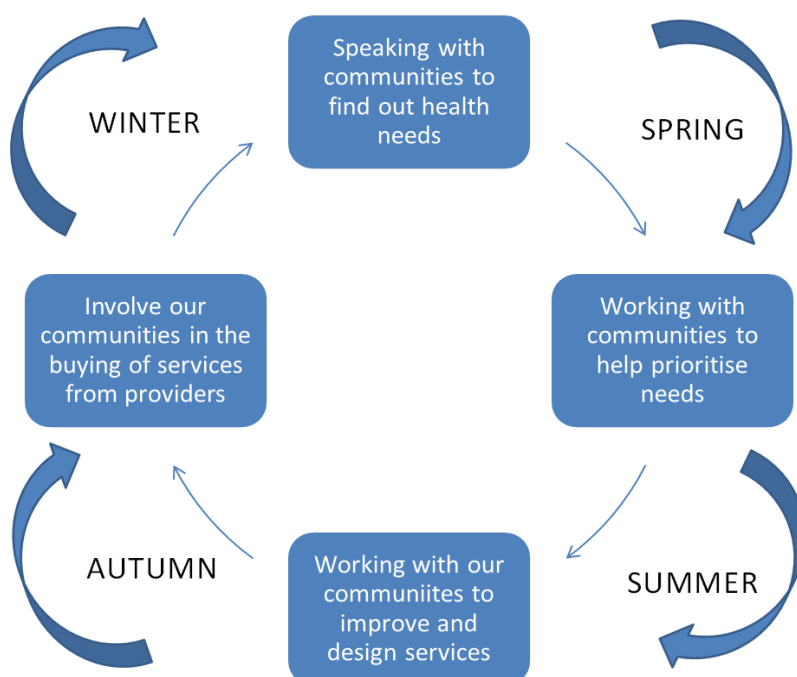 Speaking with
communities to
find out health
needs
WINTER
SPRING
Involve our
communities in the
buying of services
from providers
Working with
communities to
help prioritise
needs
AUTUMN
Working with our
communiites to
improve and
design services
SUMMER